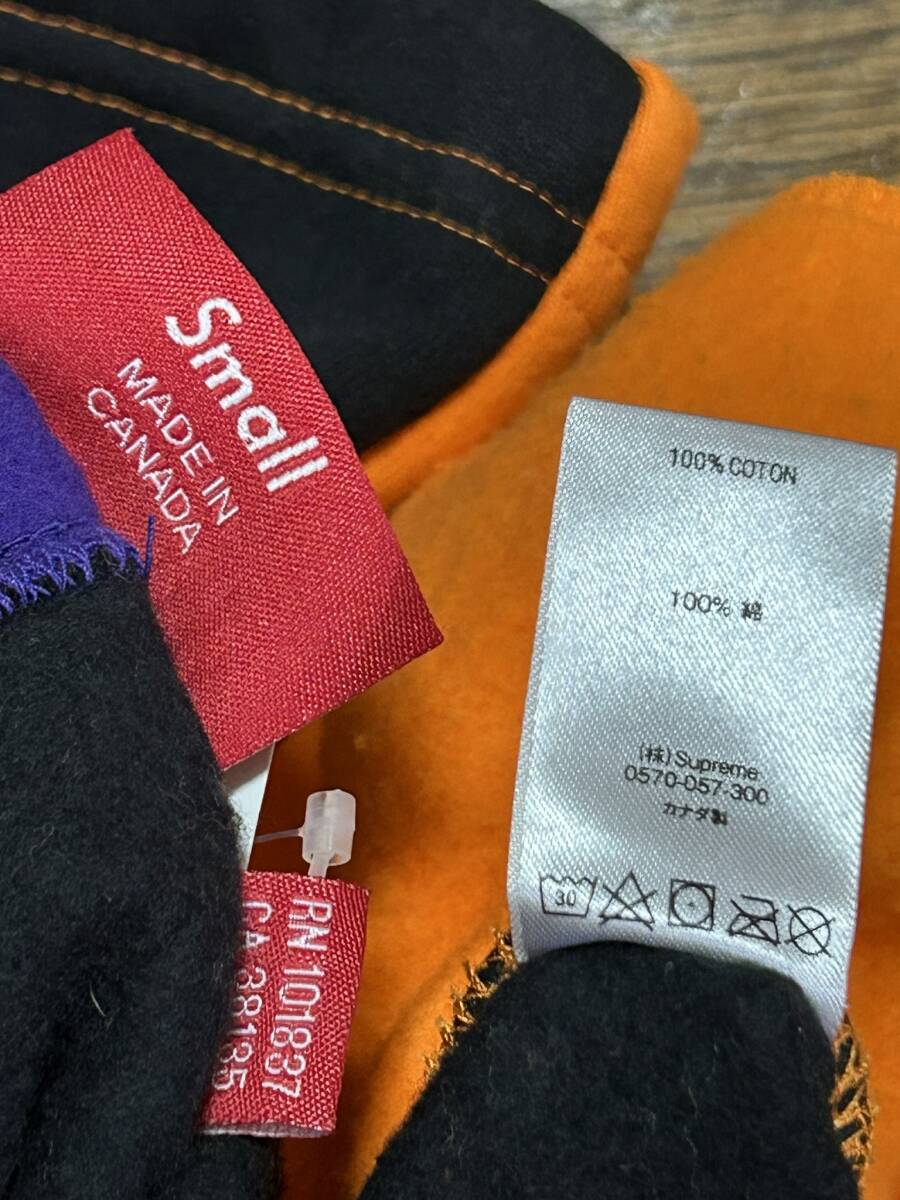 Small
MADE IN
CANADA
100% COTON
100% 綿
(株)Supreme
0570-057-300
カナダ製
30
RN 101837
CA 38135